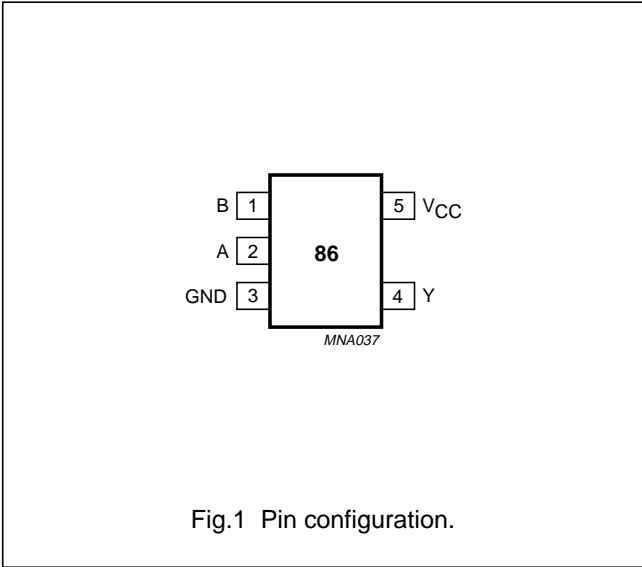 B 1 5 VCC
A 2 86
GND 3 4 Y
MNA037
Fig.1 Pin configuration.